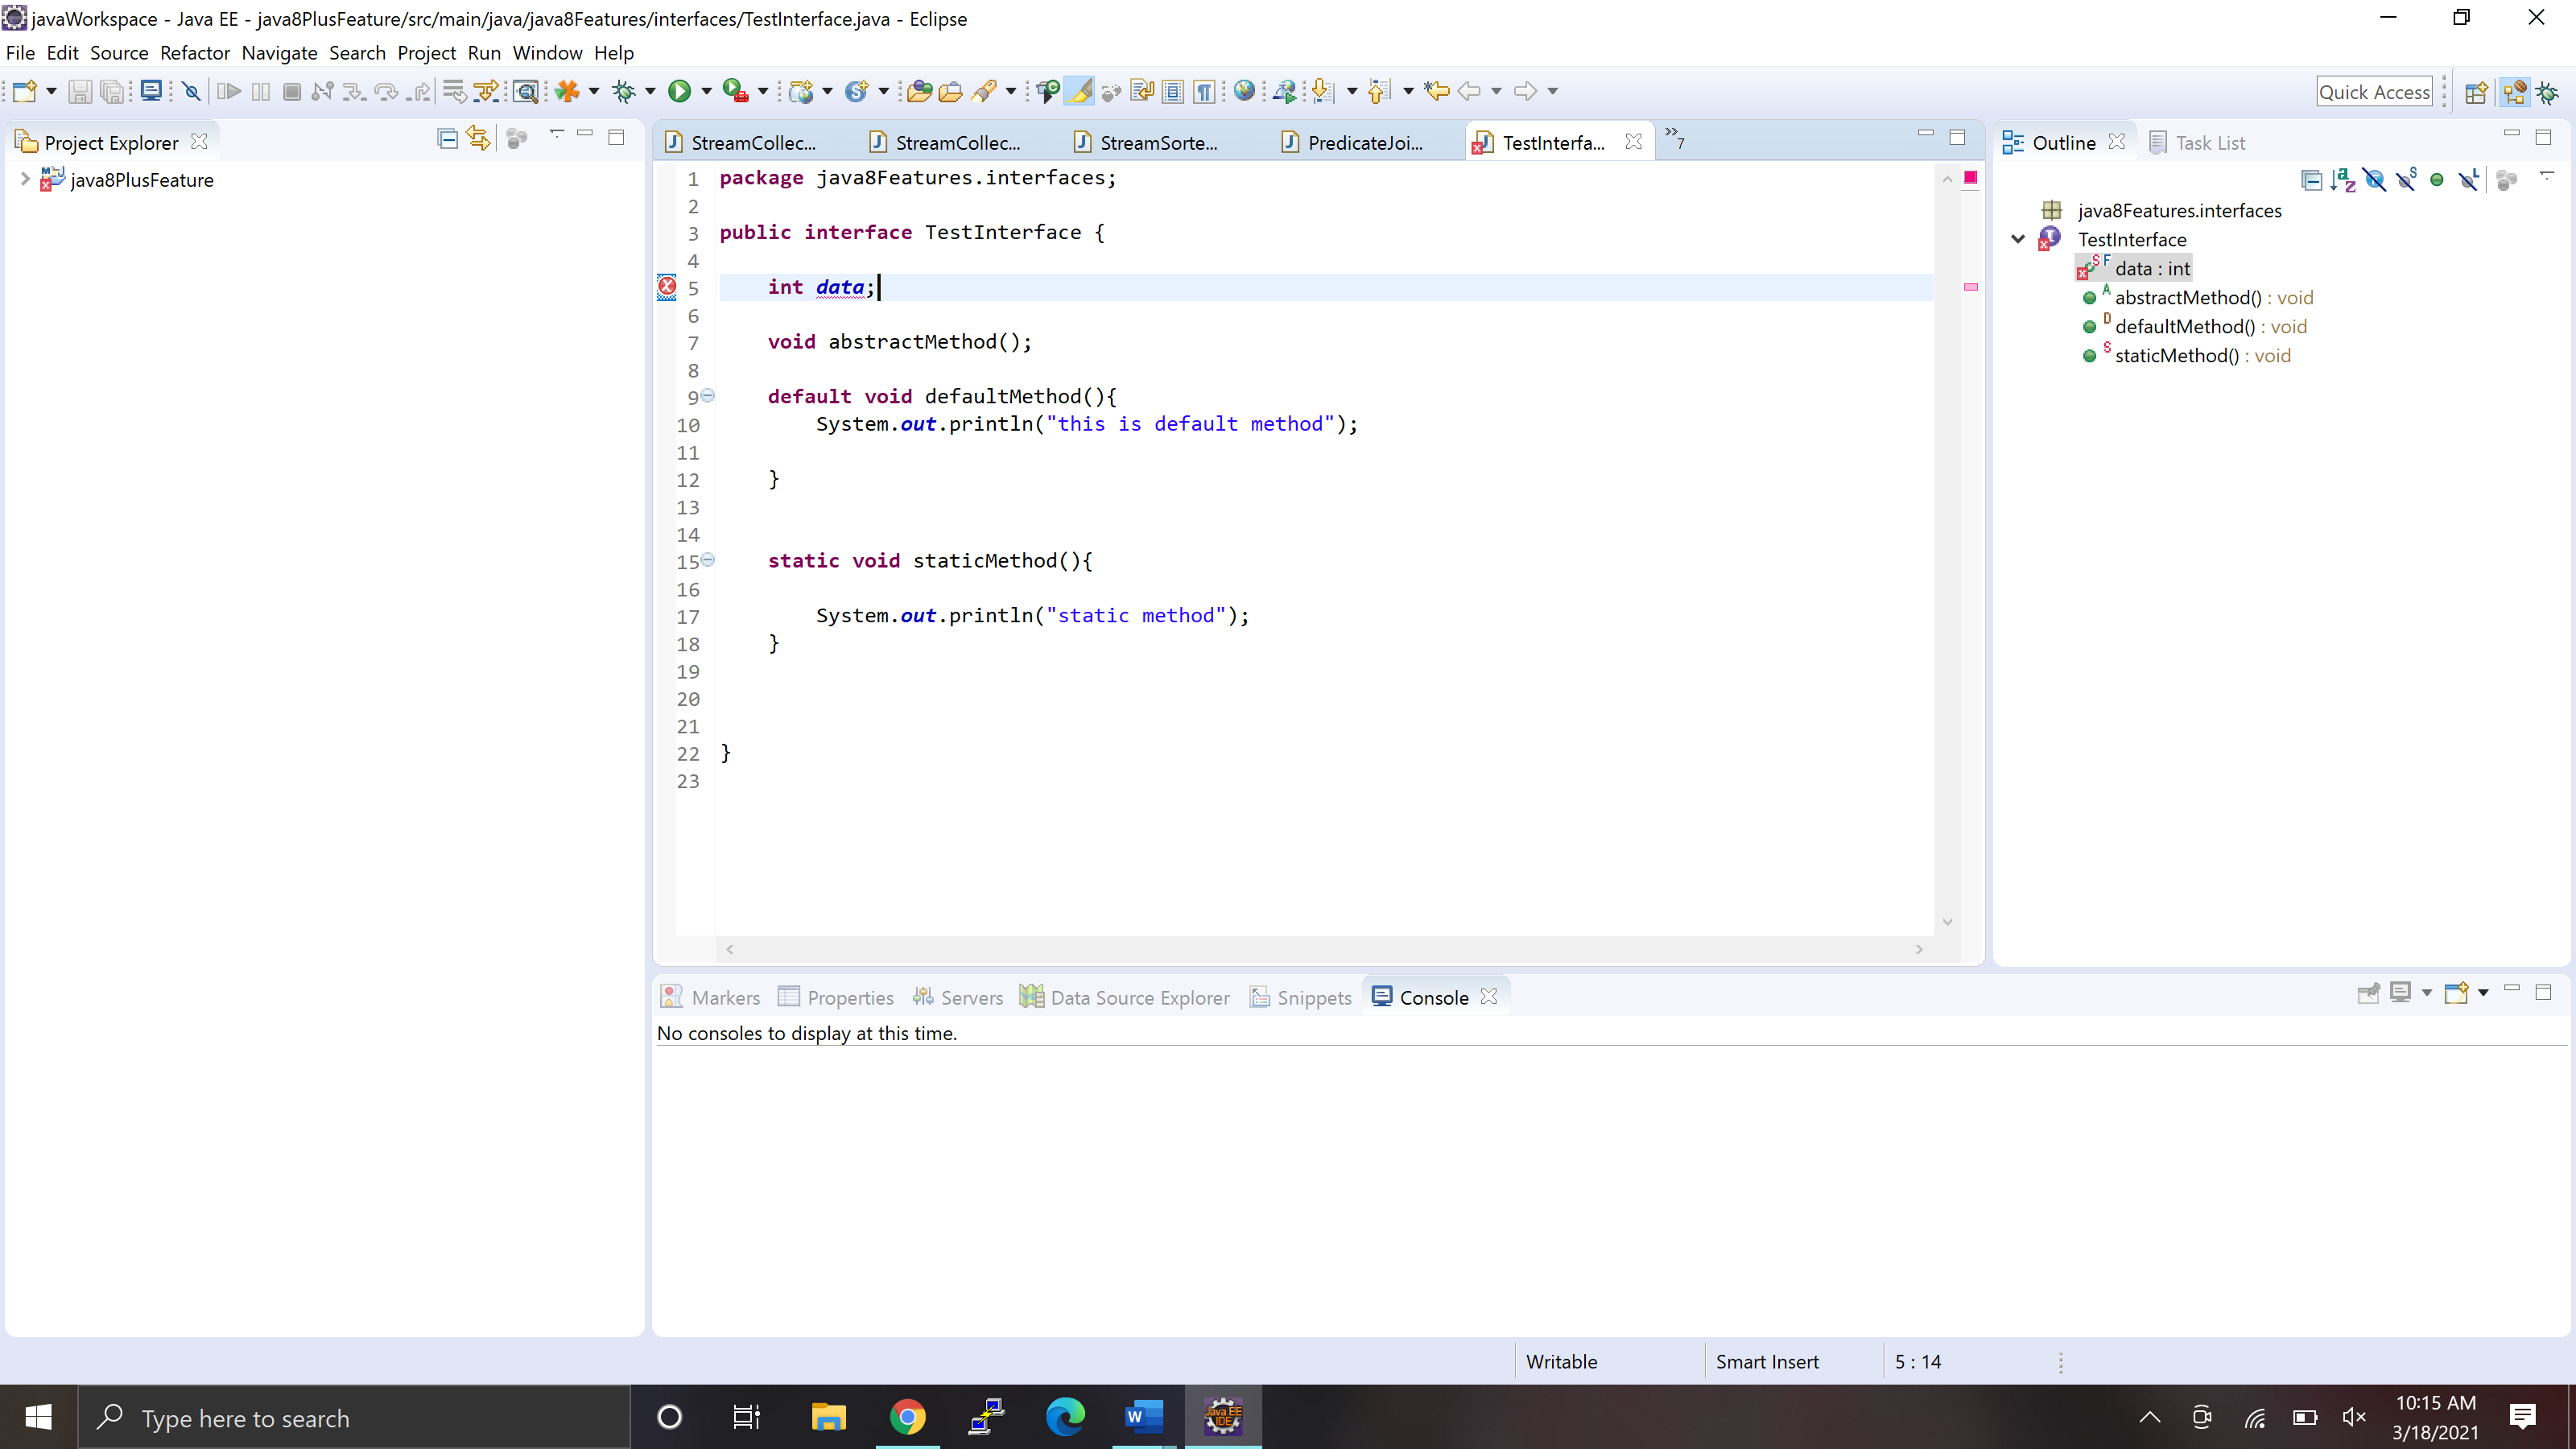 javaWorkspace - Java EE - java8PlusFeature/src/main/java/java8Features/interfaces/TestInterface.java - Eclipse
File Edit Source Refactor Navigate Search Project Run Window Help
Quick Access
Project Explorer
java8PlusFeature
StreamCollec... StreamCollec... StreamSorte... PredicateJoi... TestInterfa... »7
1 package java8Features.interfaces;
2
3 public interface TestInterface {
4
5 int data;
6
7 void abstractMethod();
8
9 default void defaultMethod(){
10 System.out.println("this is default method");
11
12 }
13
14
15 static void staticMethod(){
16
17 System.out.println("static method");
18 }
19
20
21
22 }
23
Outline Task List
java8Features.interfaces
TestInterface
data : int
abstractMethod() : void
defaultMethod() : void
staticMethod() : void
Markers Properties Servers Data Source Explorer Snippets Console
No consoles to display at this time.
Writable Smart Insert 5 : 14
Type here to search
Java EE
IDE
10:15 AM
3/18/2021